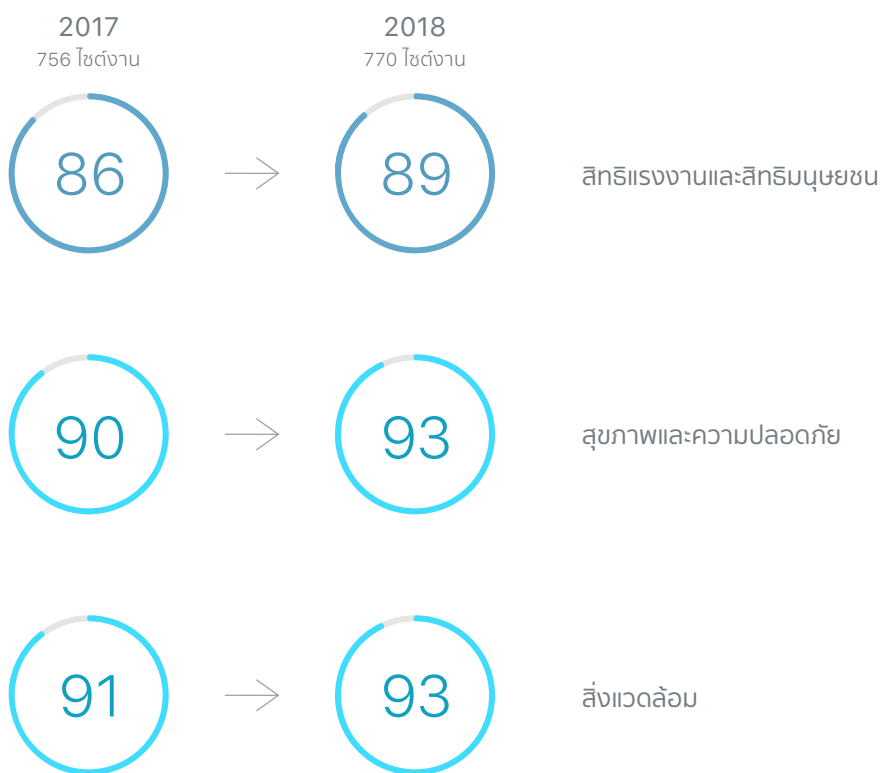 2017 2018
756 ไซต์งาน 770 ไซต์งาน
86 89 สิทธิแรงงานและสิทธิมนุษยชน
90 93 สุขภาพและความปลอดภัย
91 93 สิ่งแวดล้อม